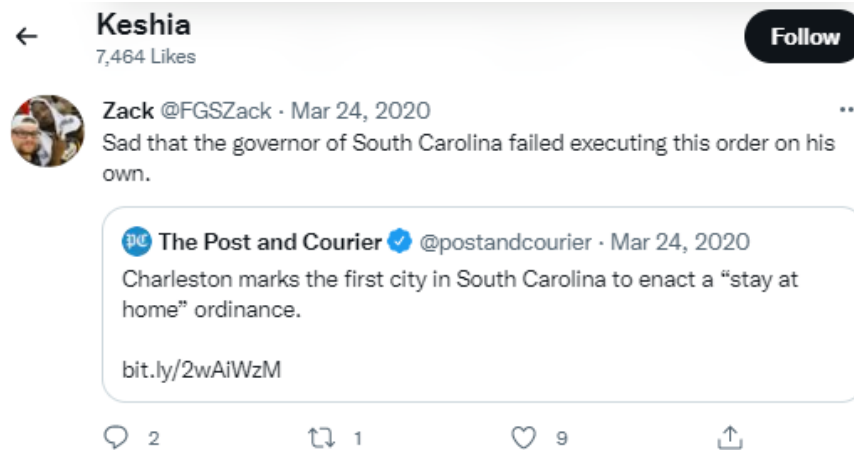 Keshia
7,464 Likes
Follow
Zack @FGSZack · Mar 24, 2020
Sad that the governor of South Carolina failed executing this order on his
own.
The Post and Courier @postandcourier · Mar 24, 2020
Charleston marks the first city in South Carolina to enact a “stay at
home” ordinance.
bit.ly/2wAiWzM
2 1 9